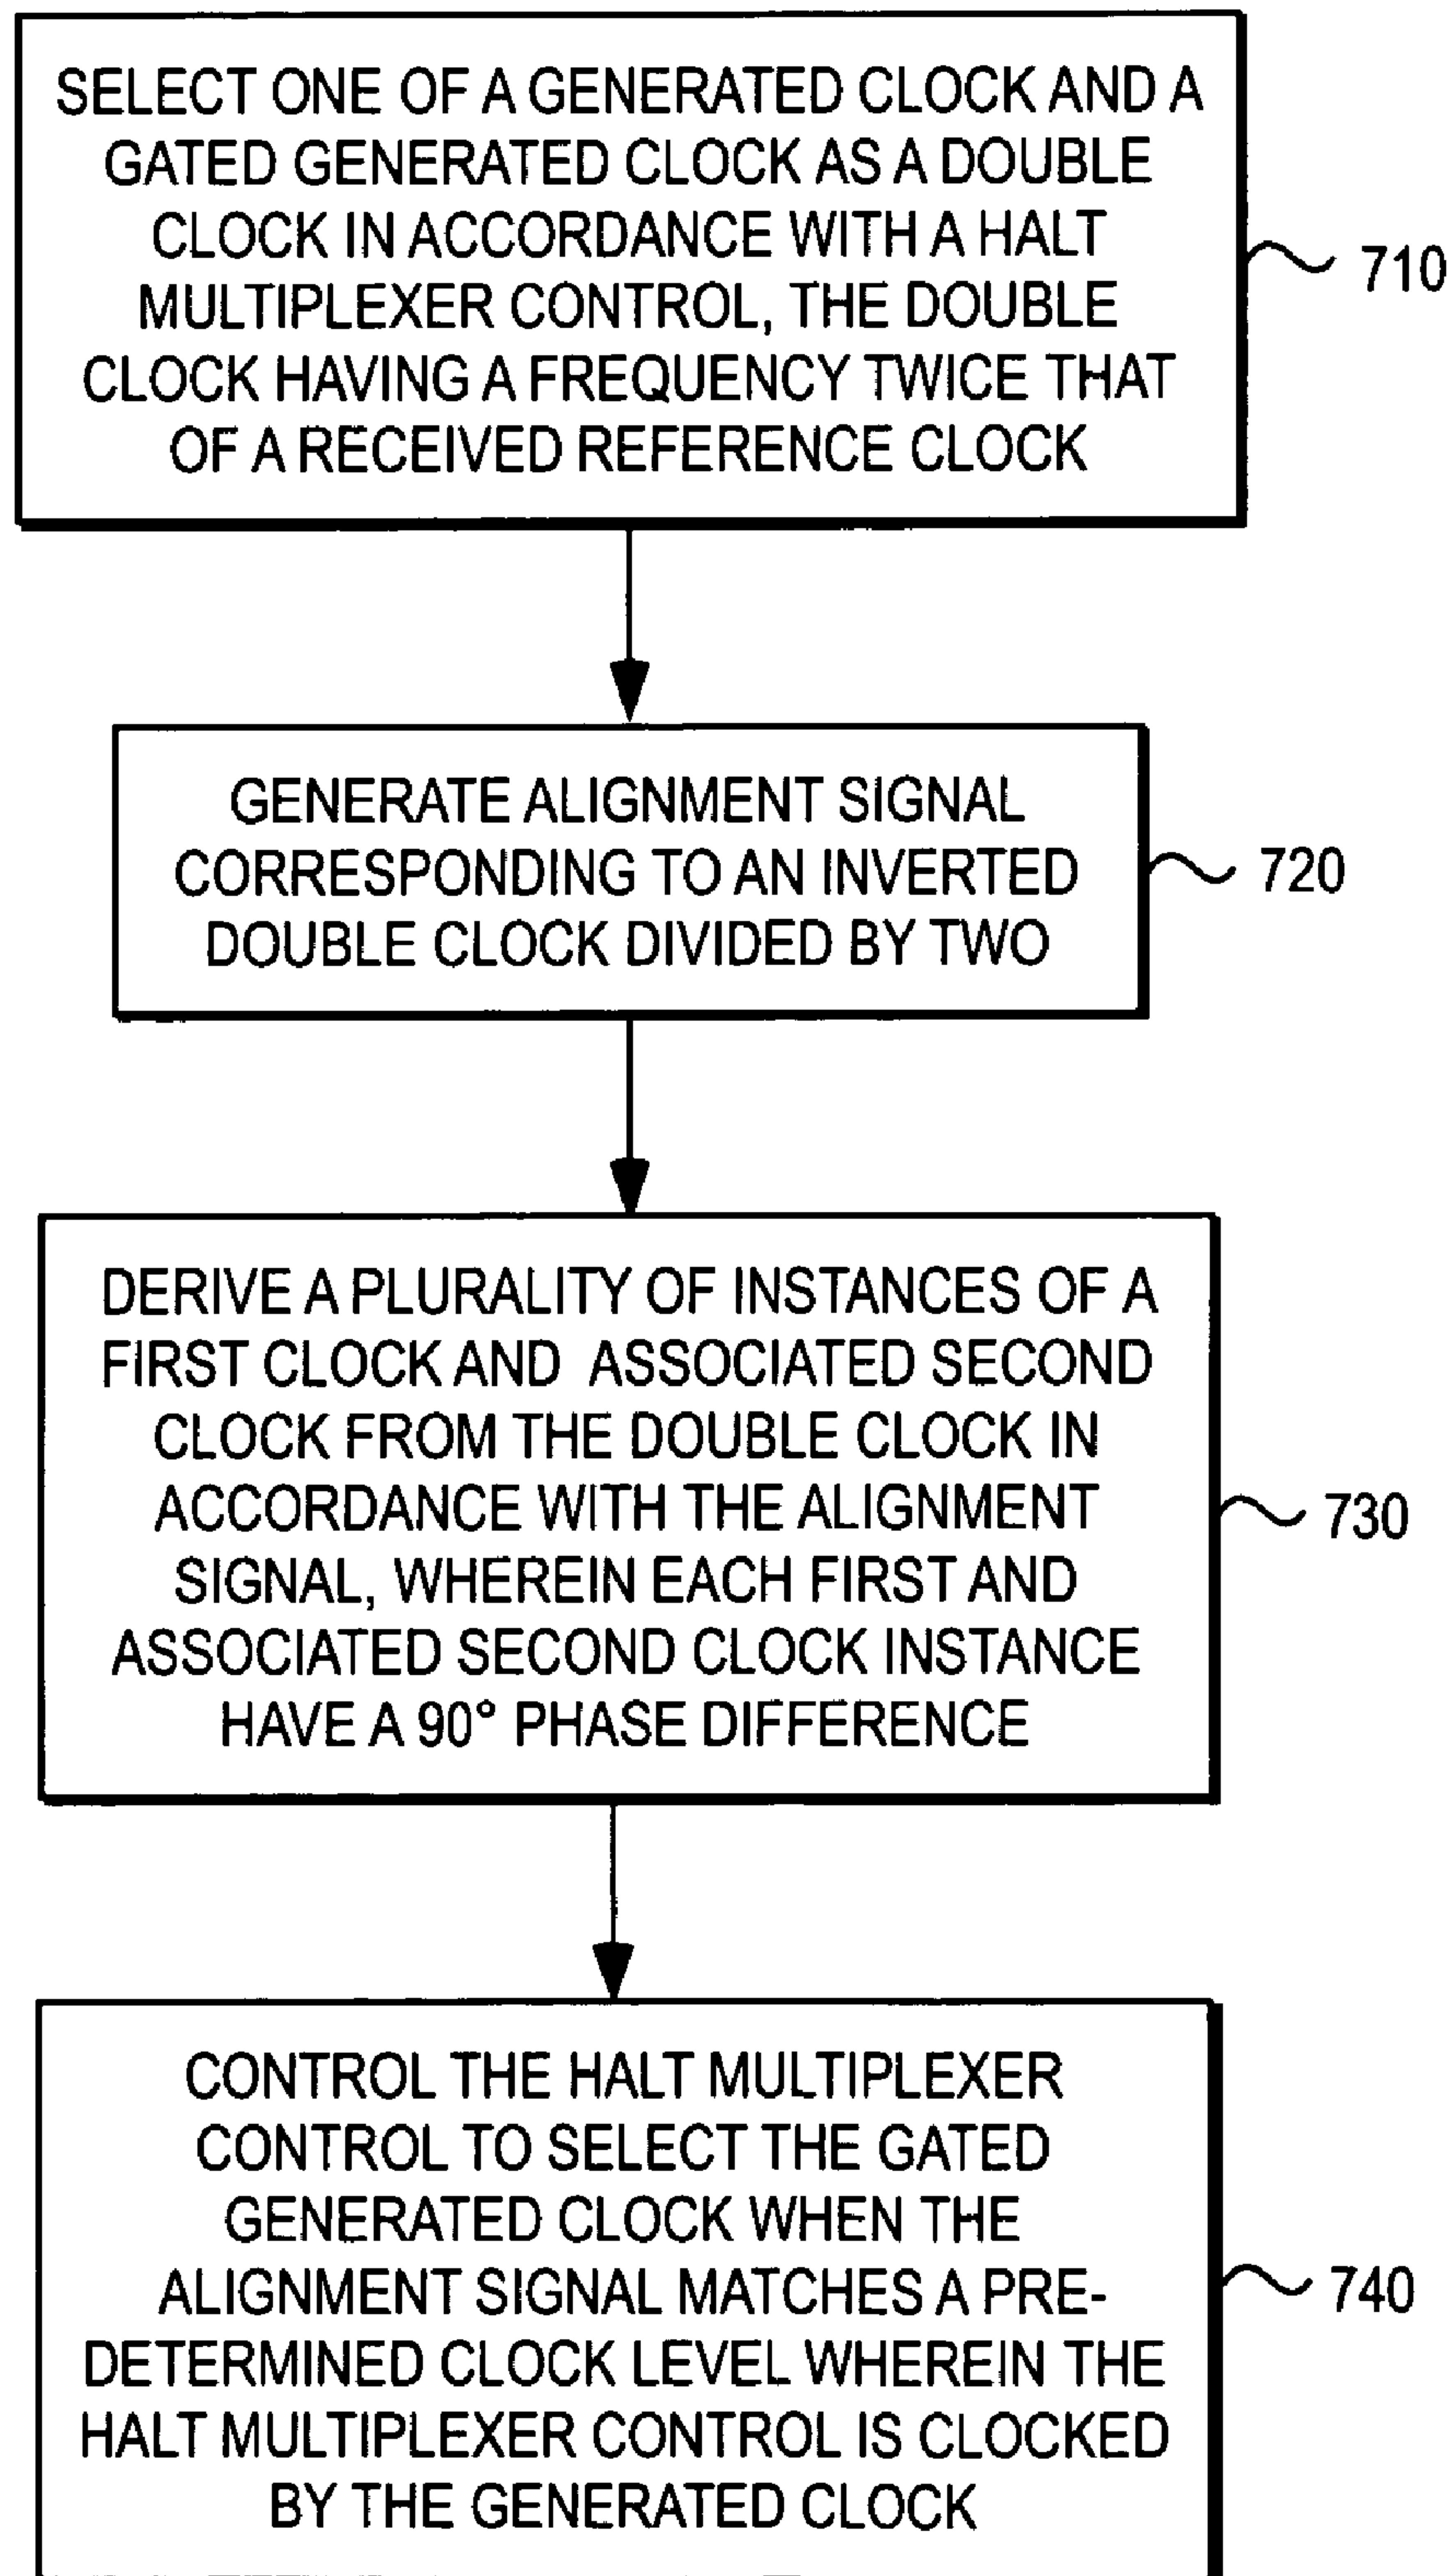 SELECT ONE OF A GENERATED CLOCK AND A
GATED GENERATED CLOCK AS A DOUBLE
CLOCK IN ACCORDANCE WITH A HALT
MULTIPLEXER CONTROL, THE DOUBLE
CLOCK HAVING A FREQUENCY TWICE THAT
OF A RECEIVED REFERENCE CLOCK
710
GENERATE ALIGNMENT SIGNAL
CORRESPONDING TO AN INVERTED
DOUBLE CLOCK DIVIDED BY TWO
720
DERIVE A PLURALITY OF INSTANCES OF A
FIRST CLOCK AND ASSOCIATED SECOND
CLOCK FROM THE DOUBLE CLOCK IN
ACCORDANCE WITH THE ALIGNMENT
SIGNAL, WHEREIN EACH FIRST AND
ASSOCIATED SECOND CLOCK INSTANCE
HAVE A 90° PHASE DIFFERENCE
730
CONTROL THE HALT MULTIPLEXER
CONTROL TO SELECT THE GATED
GENERATED CLOCK WHEN THE
ALIGNMENT SIGNAL MATCHES A PRE-
DETERMINED CLOCK LEVEL WHEREIN THE
HALT MULTIPLEXER CONTROL IS CLOCKED
BY THE GENERATED CLOCK
740